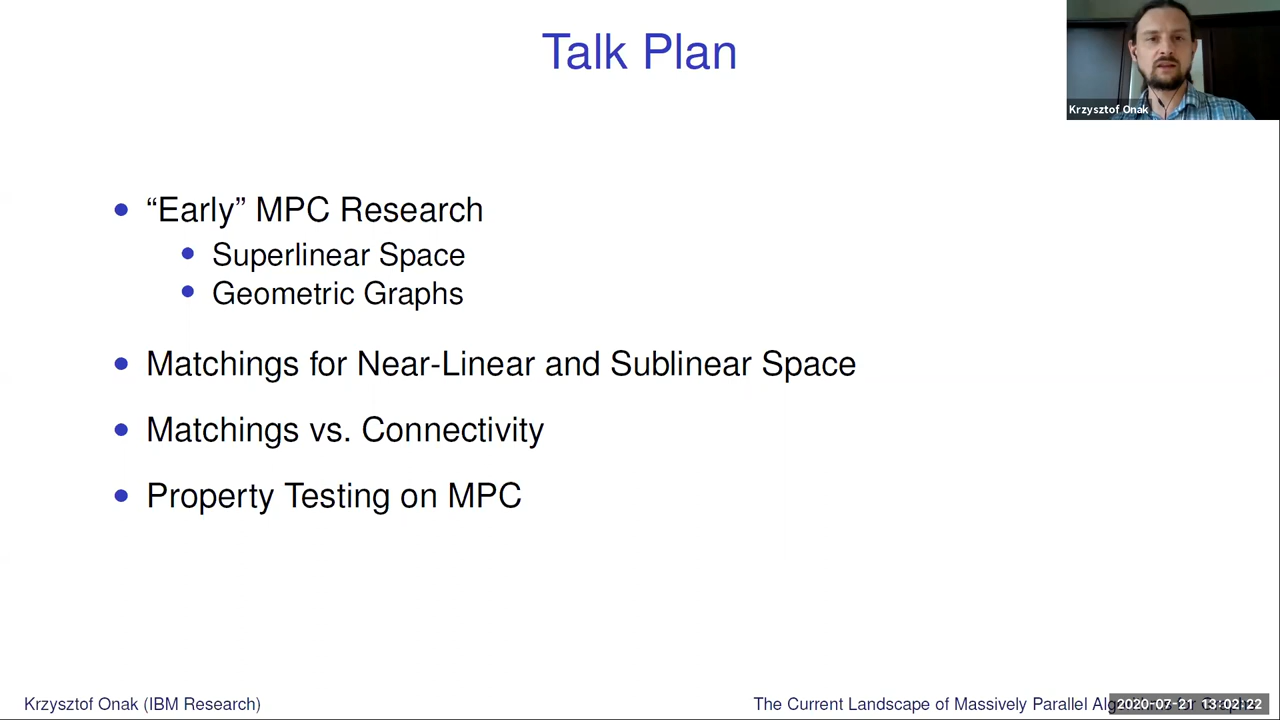 Talk Plan
Krzysztof Onak
• “Early” MPC Research
• Superlinear Space
• Geometric Graphs
• Matchings for Near-Linear and Sublinear Space
• Matchings vs. Connectivity
• Property Testing on MPC
Krzysztof Onak (IBM Research)
The Current Landscape of Massively Parallel
2020-07-21 13:02:22